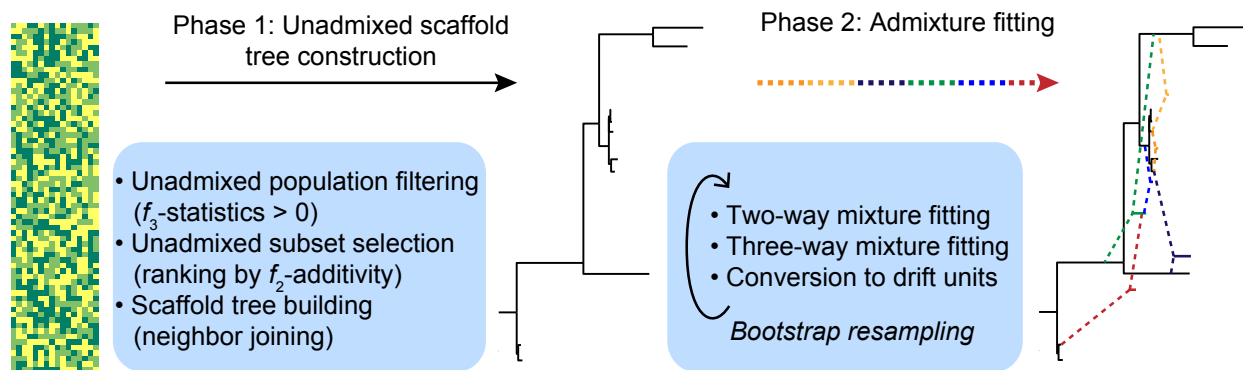 Phase 1: Unadmixed scaffold
tree construction
• Unadmixed population filtering
(f3-statistics > 0)
• Unadmixed subset selection
(ranking by f2-additivity)
• Scaffold tree building
(neighbor joining)
Phase 2: Admixture fitting
• Two-way mixture fitting
• Three-way mixture fitting
• Conversion to drift units
Bootstrap resampling